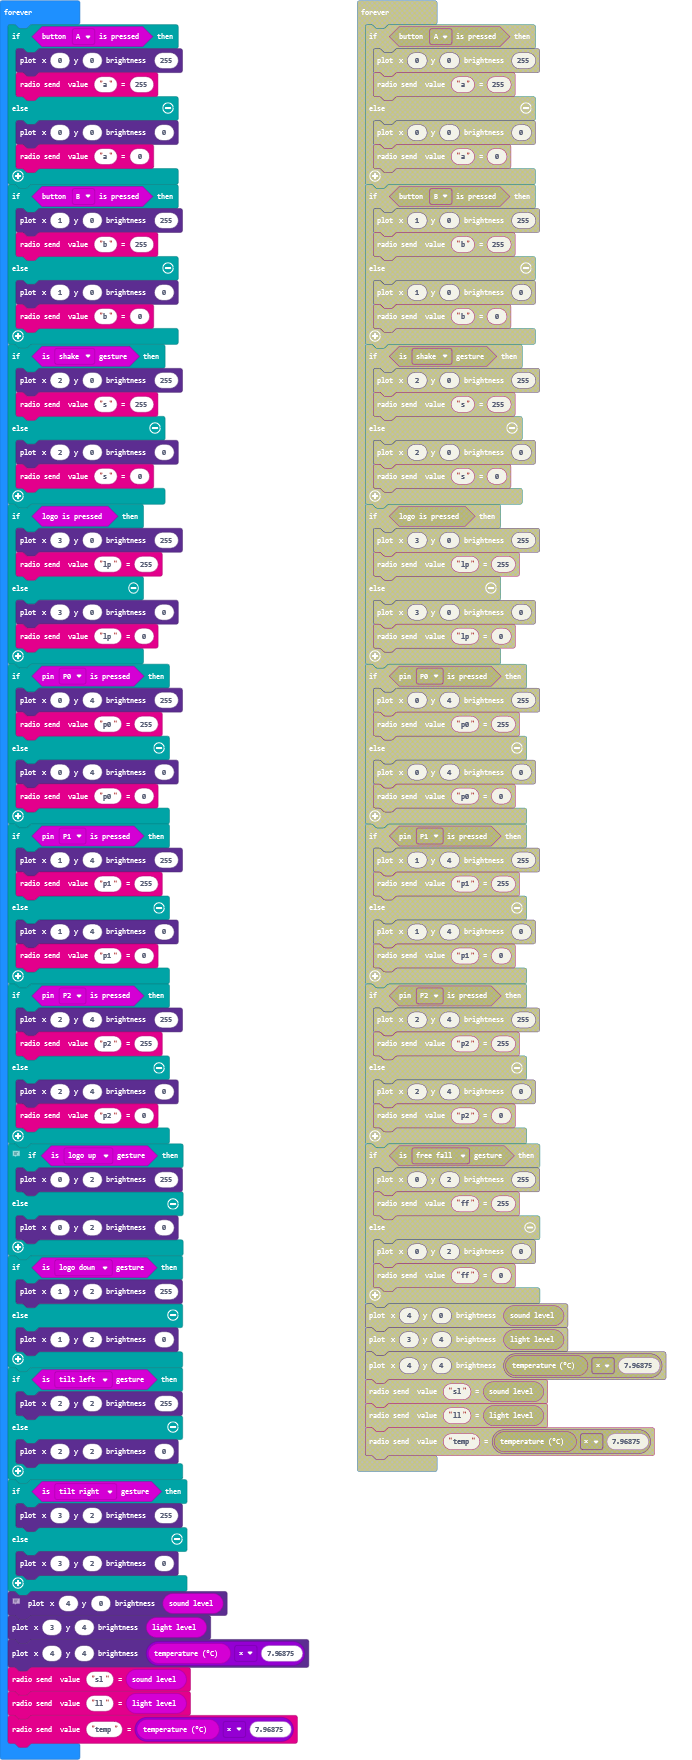 forever
if button A is pressed then
plot x 0 y 0 brightness 255
radio send value "a" = 255
else
plot x 0 y 0 brightness 0
radio send value "a" = 0
if button B is pressed then
plot x 1 y 0 brightness 255
radio send value "b" = 255
else
plot x 1 y 0 brightness 0
radio send value "b" = 0
if is shake gesture then
plot x 2 y 0 brightness 255
radio send value "s" = 255
else
plot x 2 y 0 brightness 0
radio send value "s" = 0
if logo is pressed then
plot x 3 y 0 brightness 255
radio send value "lp" = 255
else
plot x 3 y 0 brightness 0
radio send value "lp" = 0
if pin P0 is pressed then
plot x 0 y 4 brightness 255
radio send value "p0" = 255
else
plot x 0 y 4 brightness 0
radio send value "p0" = 0
if pin P1 is pressed then
plot x 1 y 4 brightness 255
radio send value "p1" = 255
else
plot x 1 y 4 brightness 0
radio send value "p1" = 0
if pin P2 is pressed then
plot x 2 y 4 brightness 255
radio send value "p2" = 255
else
plot x 2 y 4 brightness 0
radio send value "p2" = 0
if is logo up gesture then
plot x 0 y 2 brightness 255
else
plot x 0 y 2 brightness 0
if is logo down gesture then
plot x 1 y 2 brightness 255
else
plot x 1 y 2 brightness 0
if is tilt left gesture then
plot x 2 y 2 brightness 255
else
plot x 2 y 2 brightness 0
if is tilt right gesture then
plot x 3 y 2 brightness 255
else
plot x 3 y 2 brightness 0
plot x 4 y 0 brightness sound level
plot x 3 y 4 brightness light level
plot x 4 y 4 brightness temperature (°C) × 7.96875
radio send value "sl" = sound level
radio send value "ll" = light level
radio send value "temp" = temperature (°C) × 7.96875
forever
if button A is pressed then
plot x 0 y 0 brightness 255
radio send value "a" = 255
else
plot x 0 y 0 brightness 0
radio send value "a" = 0
if button B is pressed then
plot x 1 y 0 brightness 255
radio send value "b" = 255
else
plot x 1 y 0 brightness 0
radio send value "b" = 0
if is shake gesture then
plot x 2 y 0 brightness 255
radio send value "s" = 255
else
plot x 2 y 0 brightness 0
radio send value "s" = 0
if logo is pressed then
plot x 3 y 0 brightness 255
radio send value "lp" = 255
else
plot x 3 y 0 brightness 0
radio send value "lp" = 0
if pin P0 is pressed then
plot x 0 y 4 brightness 255
radio send value "p0" = 255
else
plot x 0 y 4 brightness 0
radio send value "p0" = 0
if pin P1 is pressed then
plot x 1 y 4 brightness 255
radio send value "p1" = 255
else
plot x 1 y 4 brightness 0
radio send value "p1" = 0
if pin P2 is pressed then
plot x 2 y 4 brightness 255
radio send value "p2" = 255
else
plot x 2 y 4 brightness 0
radio send value "p2" = 0
if is free fall gesture then
plot x 0 y 2 brightness 255
radio send value "ff" = 255
else
plot x 0 y 2 brightness 0
radio send value "ff" = 0
plot x 4 y 0 brightness sound level
plot x 3 y 4 brightness light level
plot x 4 y 4 brightness temperature (°C) × 7.96875
radio send value "sl" = sound level
radio send value "ll" = light level
radio send value "temp" = temperature (°C) × 7.96875